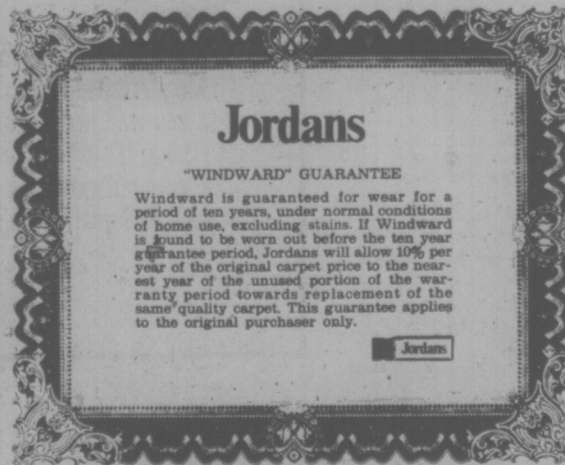 Jordans
"WINDWARD" GUARANTEE
Windward is guaranteed for wear for a
period of ten years, under normal conditions
of home use, excluding stains. If Windward
is found to be worn out before the ten year
guarantee period, Jordans will allow 10% per
year of the original carpet price to the near-
est year of the unused portion of the war-
ranty period towards replacement of the
same quality carpet. This guarantee applies
to the original purchaser only.
Jordans